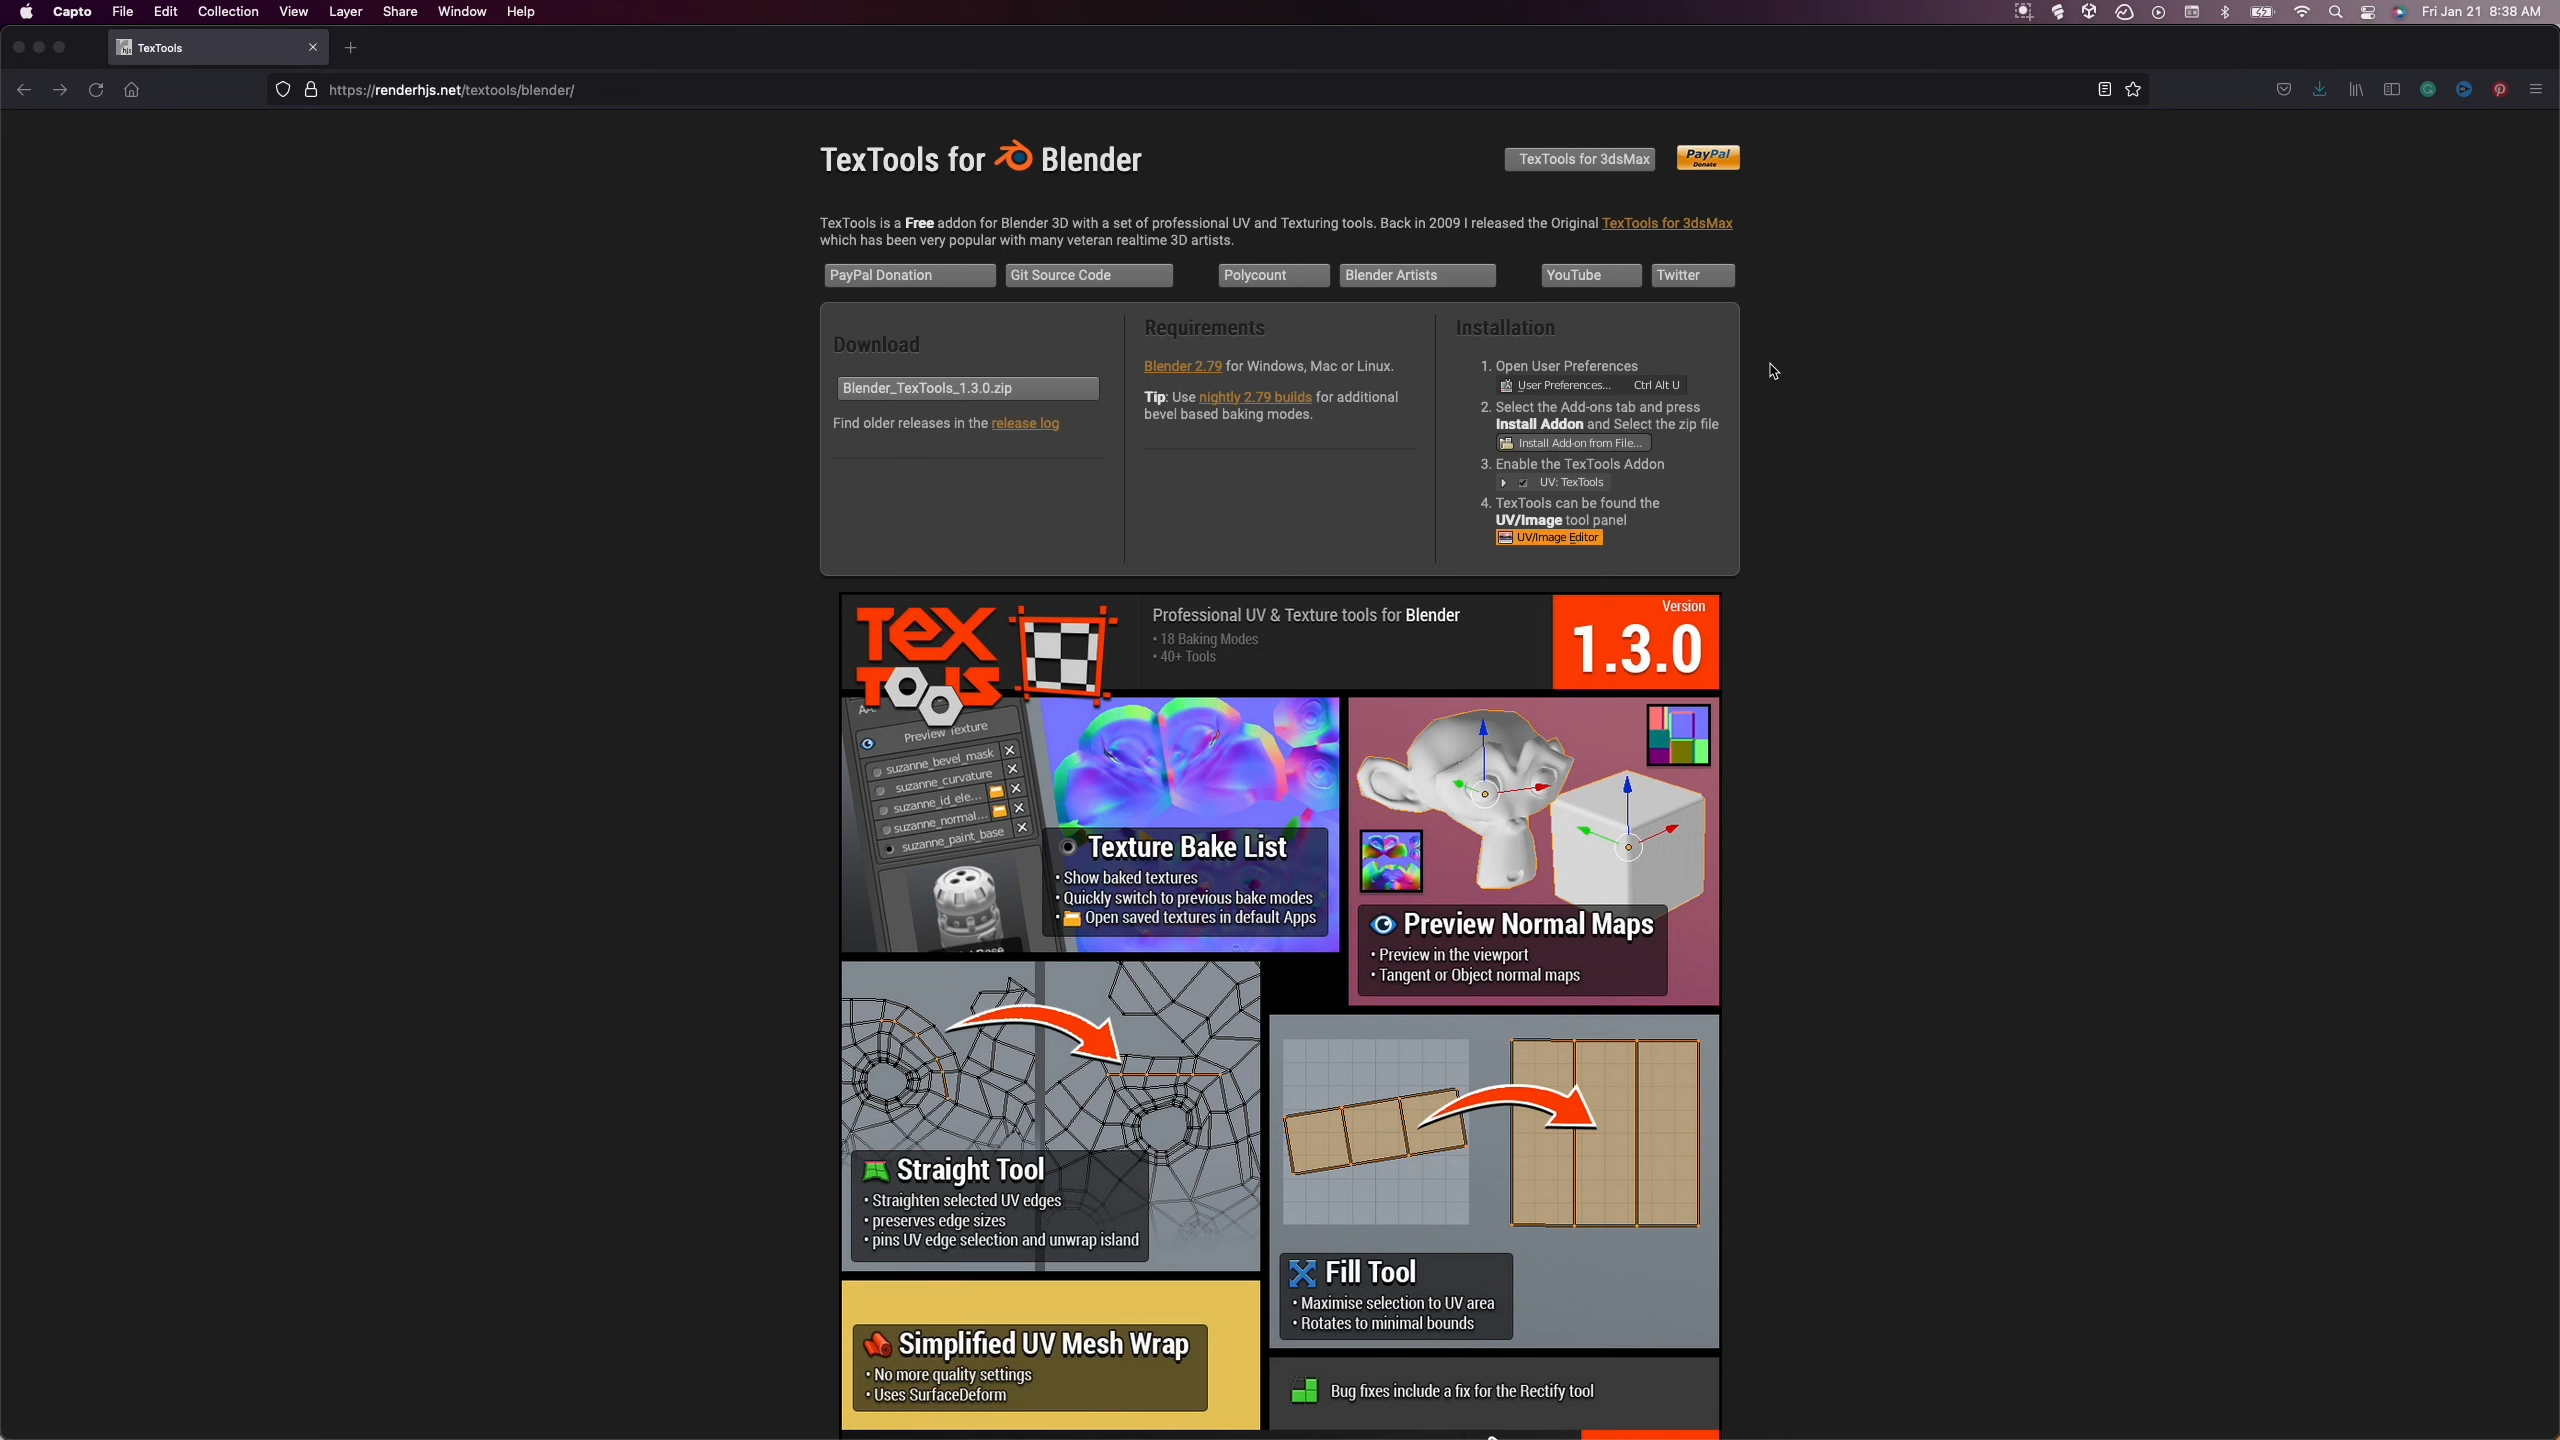 Capto File Edit Collection View Layer Share Window Help
Fri Jan 21 8:38 AM
TexTools
https://renderhjs.net/textools/blender/
TexTools for Blender
TexTools for 3dsMax
PayPal
Donate
TexTools is a Free addon for Blender 3D with a set of professional UV and Texturing tools. Back in 2009 I released the Original TexTools for 3dsMax
which has been very popular with many veteran realtime 3D artists.
PayPal Donation
Git Source Code
Polycount
Blender Artists
YouTube
Twitter
Download
Blender_TexTools_1.3.0.zip
Find older releases in the release log
Requirements
Blender 2.79 for Windows, Mac or Linux.
Tip: Use nightly 2.79 builds for additional
bevel based baking modes.
Installation
1. Open User Preferences
User Preferences... Ctrl Alt U
2. Select the Add-ons tab and press
Install Addon and Select the zip file
Install Add-on from File...
3. Enable the TexTools Addon
UV: TexTools
4. TexTools can be found the
UV/Image tool panel
UV/Image Editor
TEX
TOOLS
Professional UV & Texture tools for Blender
• 18 Baking Modes
• 40+ Tools
Version
1.3.0
Preview Texture
suzanne_bevel_mask
suzanne_curvature
suzanne_id_ele...
suzanne_normal...
suzanne_paint_base
Texture Bake List
• Show baked textures
• Quickly switch to previous bake modes
• Open saved textures in default Apps
Preview Normal Maps
• Preview in the viewport
• Tangent or Object normal maps
Straight Tool
• Straighten selected UV edges
• preserves edge sizes
• pins UV edge selection and unwrap island
Fill Tool
• Maximise selection to UV area
• Rotates to minimal bounds
Simplified UV Mesh Wrap
• No more quality settings
• Uses SurfaceDeform
Bug fixes include a fix for the Rectify tool